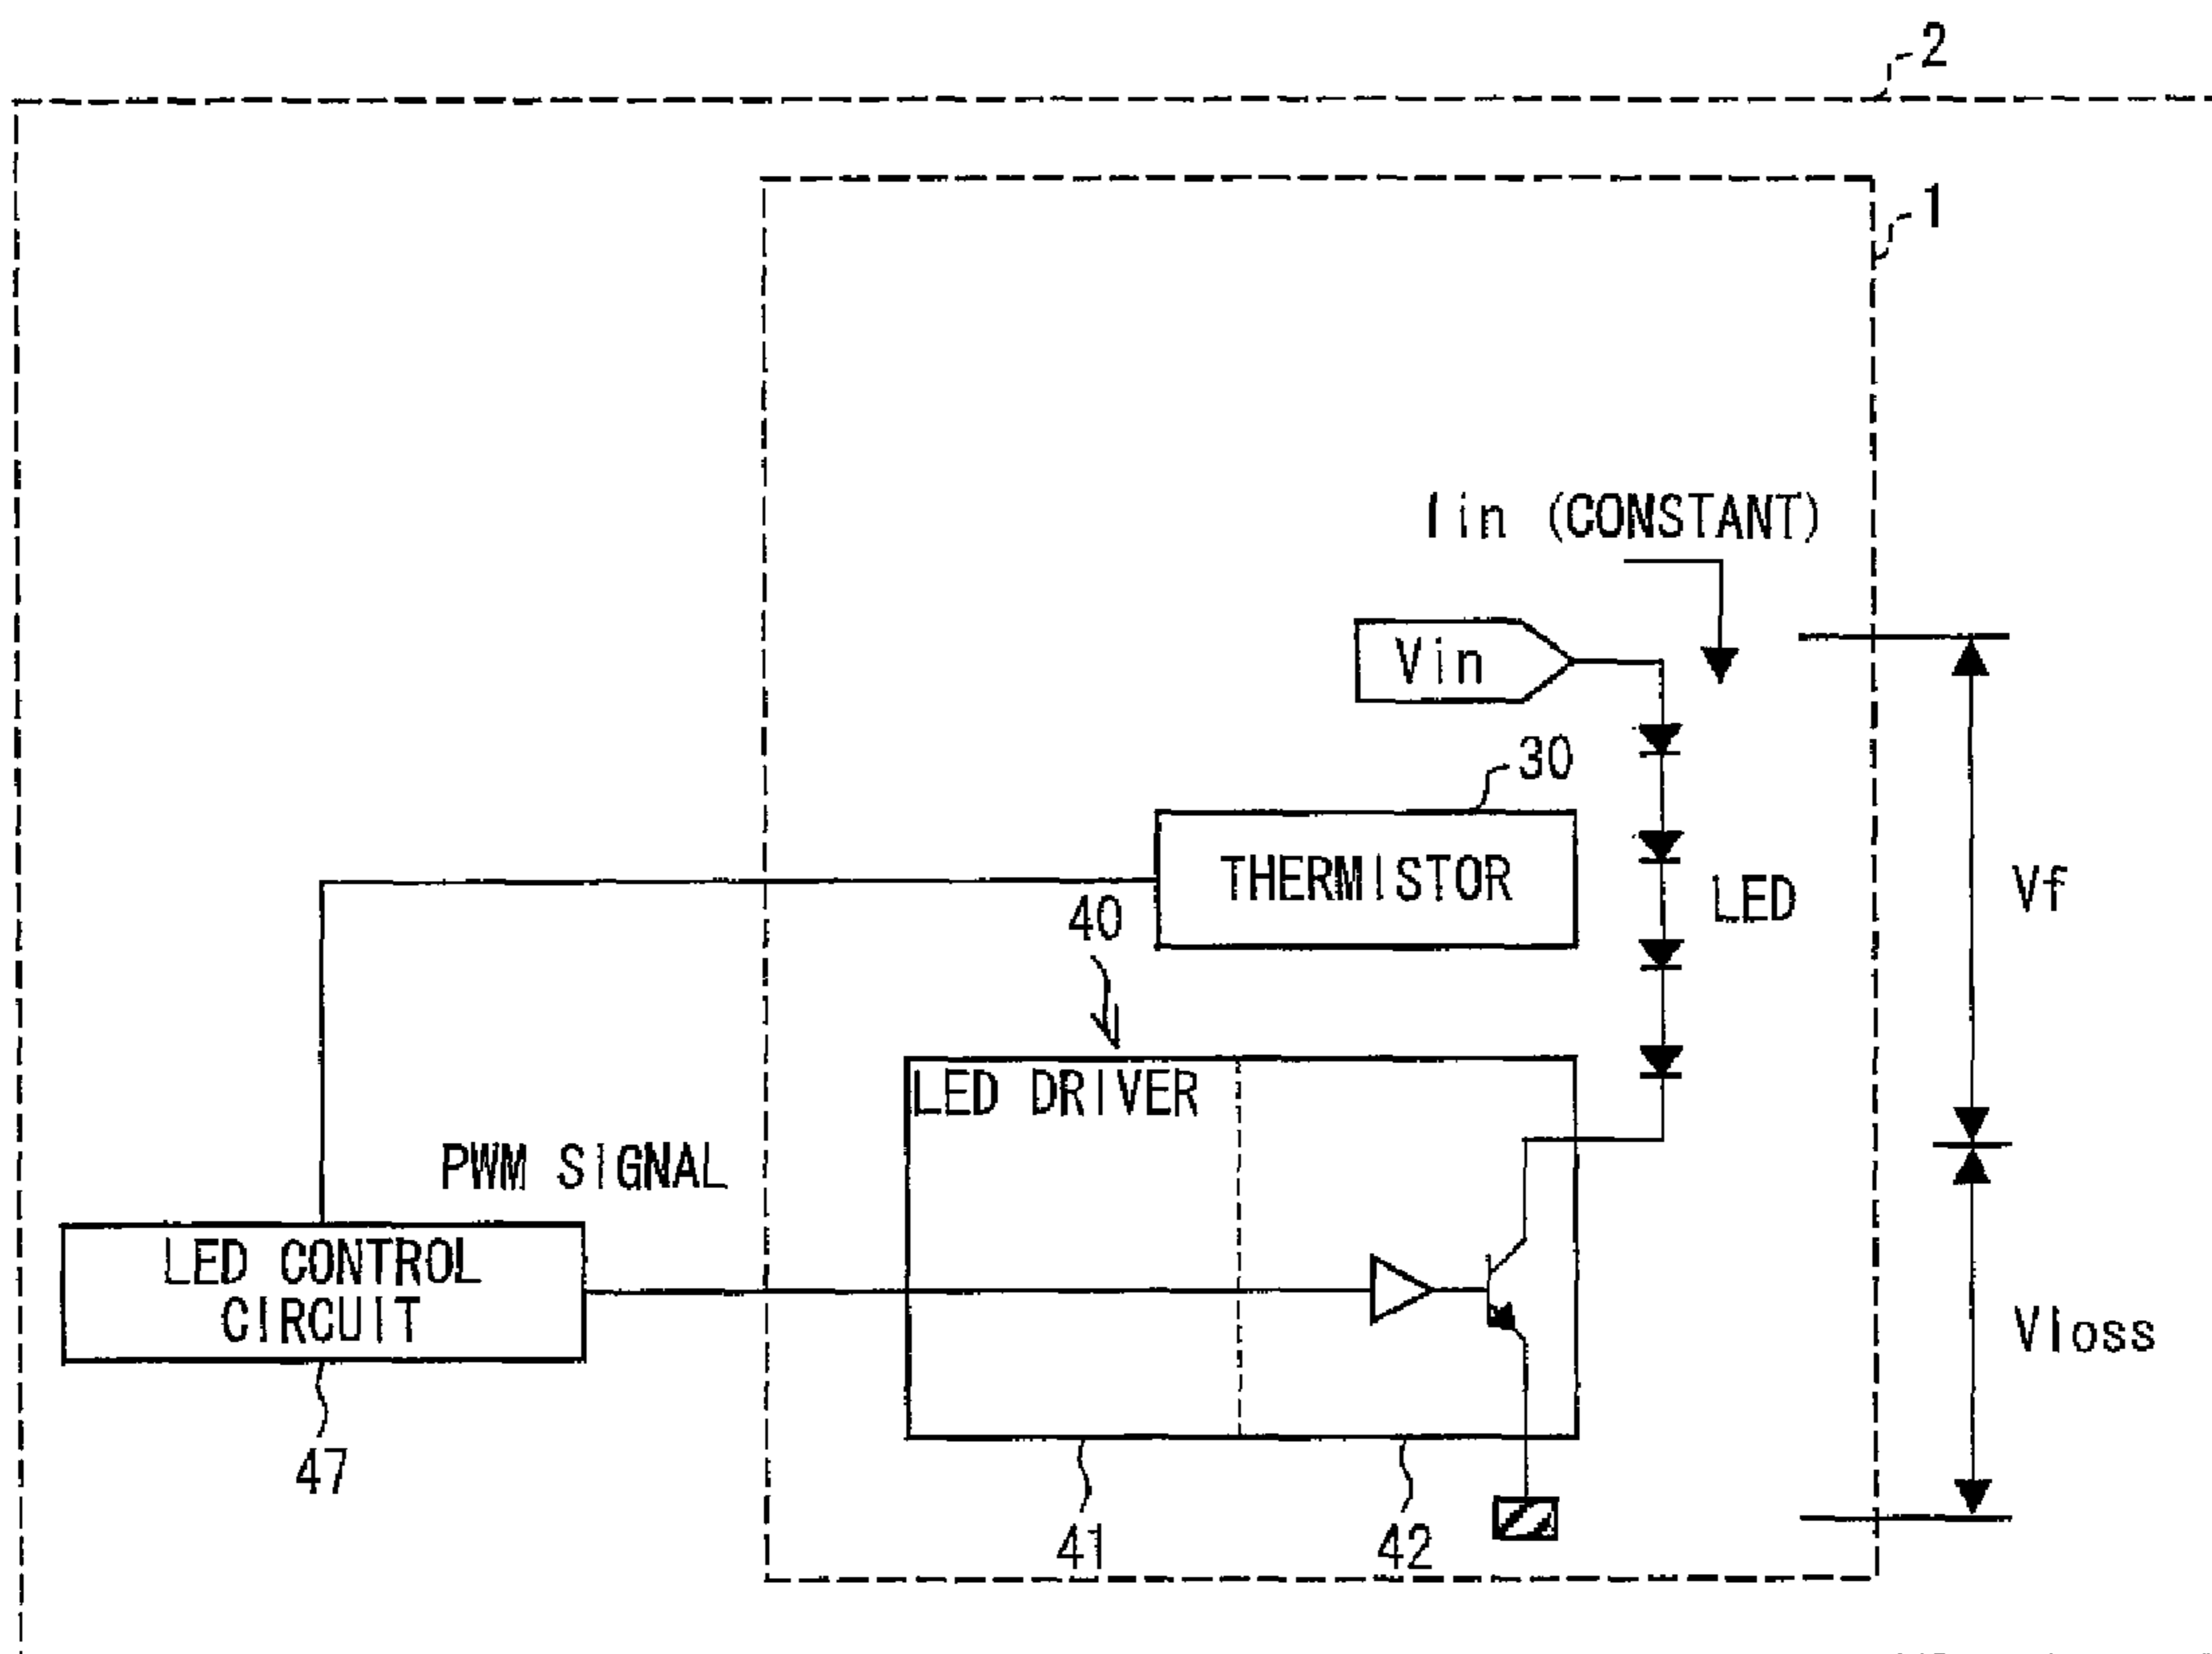 2
1
Iin (CONSTANT)
Vin
30
THERMISTOR
LED
Vf
40
LED DRIVER
PWM SIGNAL
LED CONTROL
CIRCUIT
Vloss
47
41
42